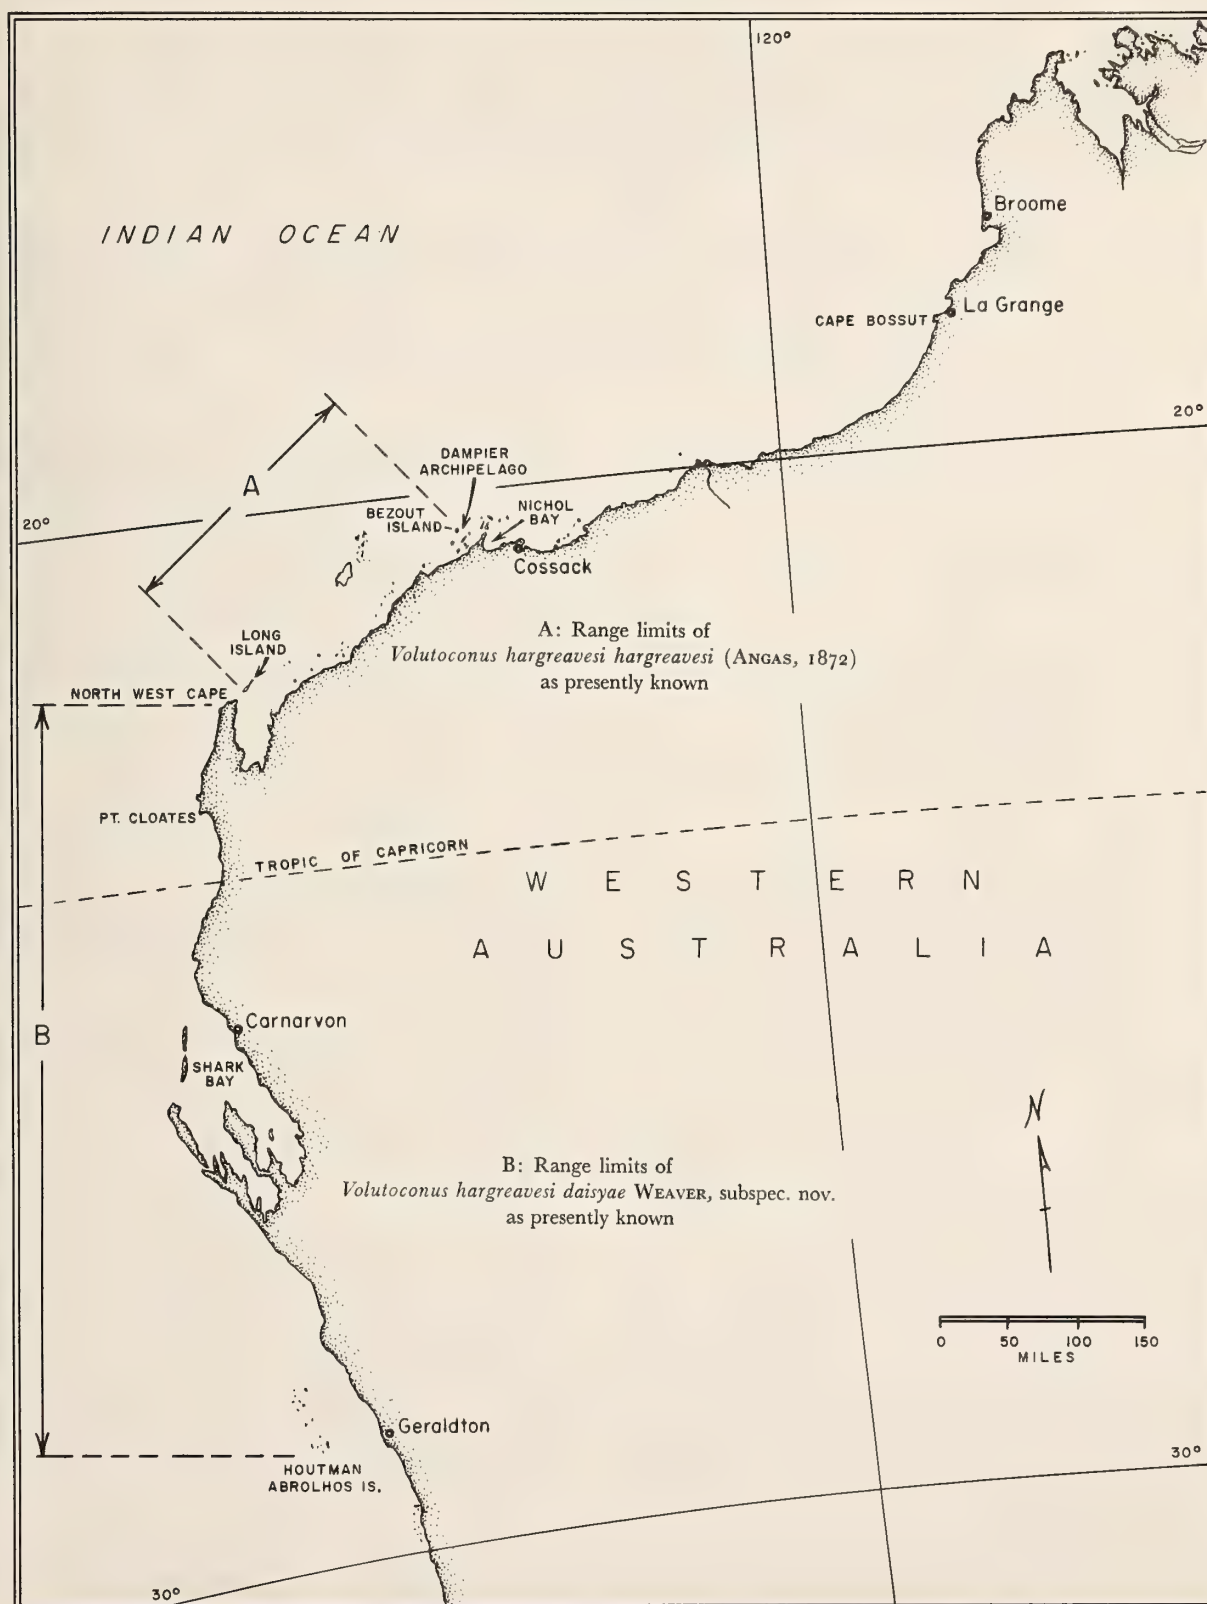 120°
Broome
INDIAN OCEAN
La Grange
CAPE BOSSUT
20°
A
DAMPIER
ARCHIPELAGO
BEZOUT
ISLAND
NICHOL
BAY
20°
Cossack
A: Range limits of
Volutoconus hargreavesi hargreavesi (ANGAS, 1872)
as presently known
LONG
ISLAND
NORTH WEST CAPE
PT. CLOATES
TROPIC OF CAPRICORN
WESTERN
AUSTRALIA
B
Carnarvon
SHARK
BAY
N
B: Range limits of
Volutoconus hargreavesi daisyae WEAVER, subspec. nov.
as presently known
0 50 100 150
MILES
Geraldton
HOUTMAN
ABROLHOS IS.
30°
30°